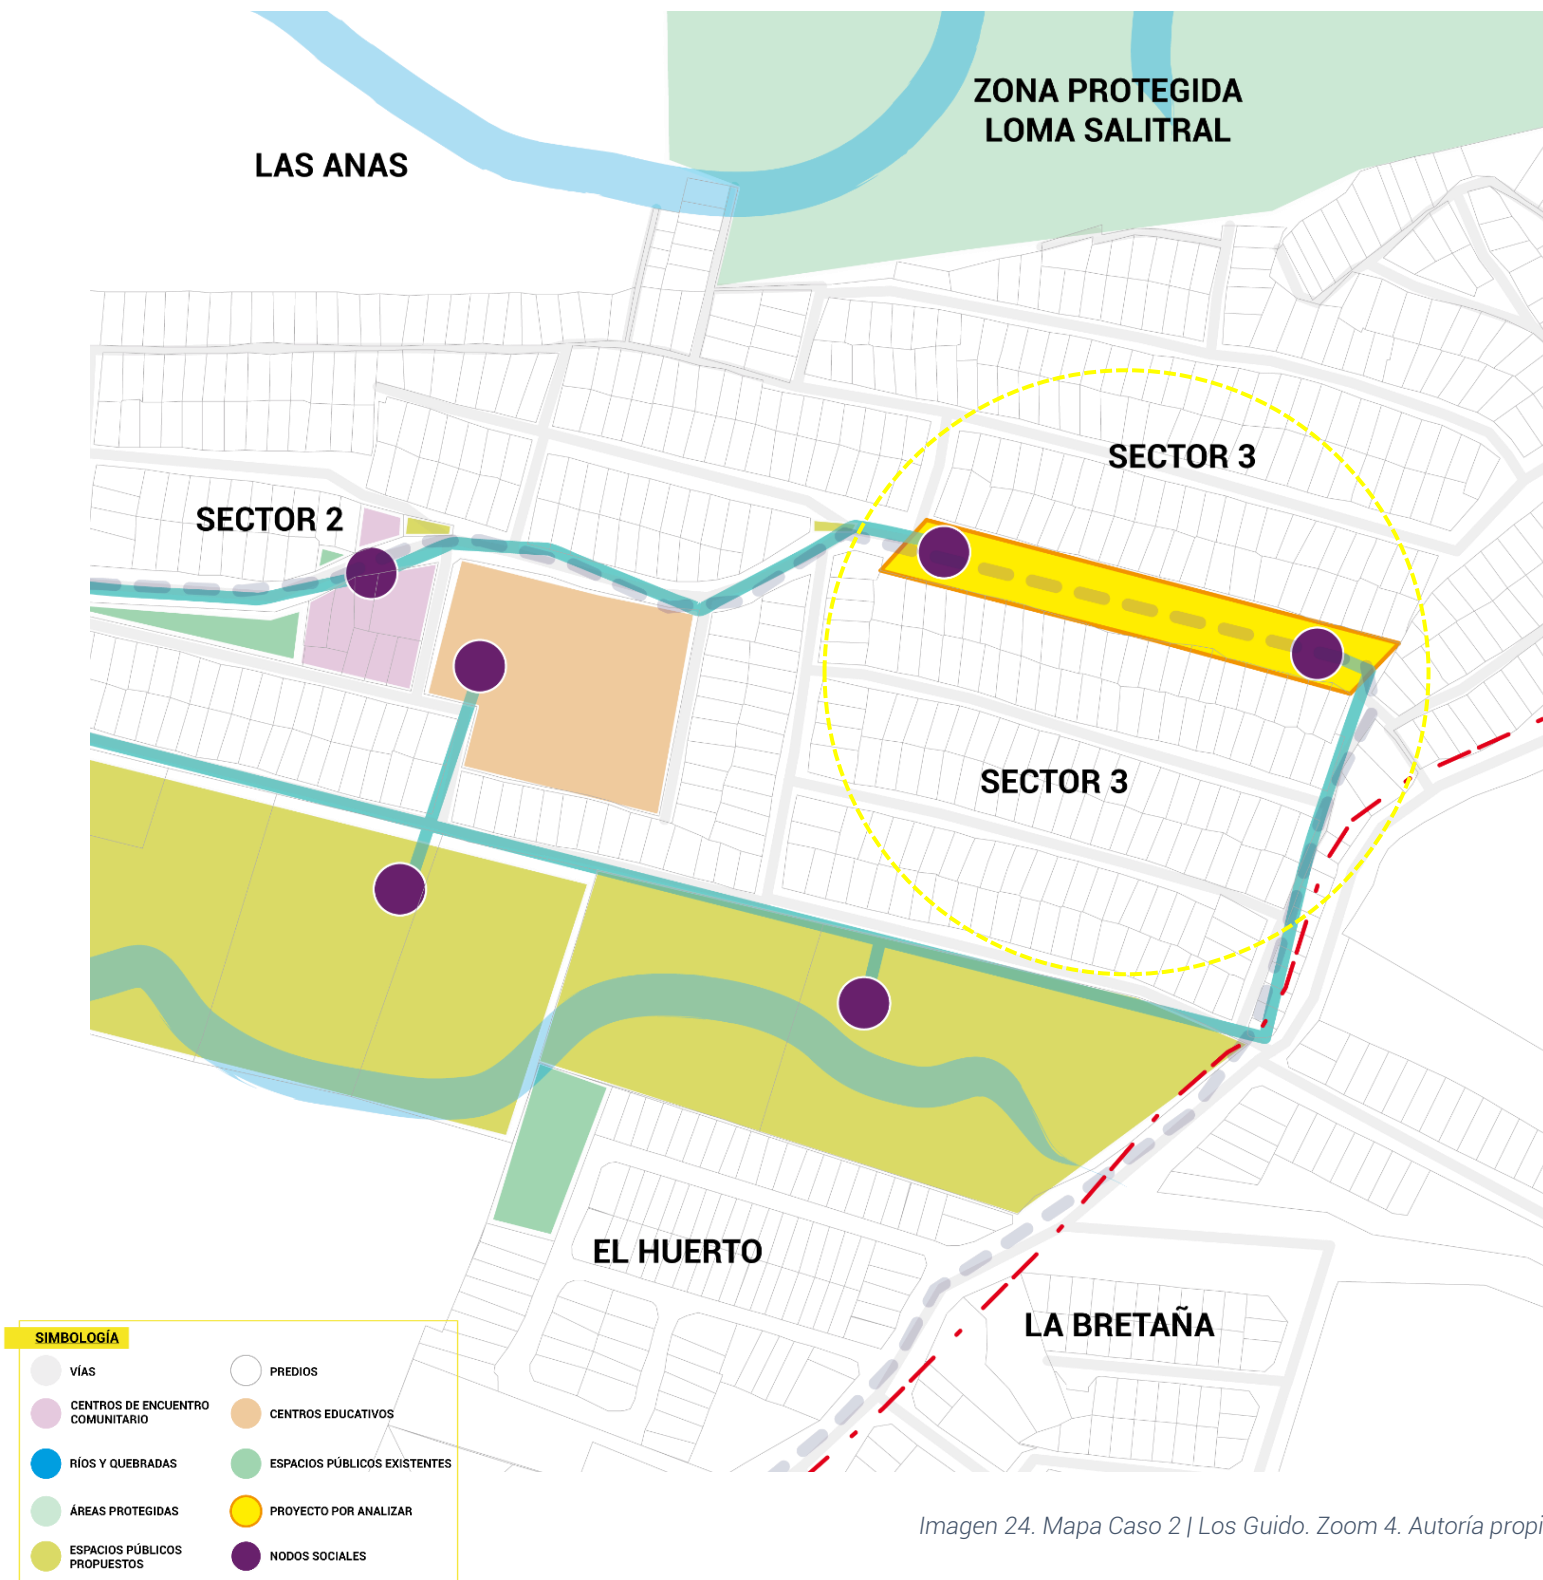 ZONA PROTEGIDA
LOMA SALITRAL
LAS ANAS
SECTOR 3
SECTOR 2
SECTOR 3
EL HUERTO
LA BRETAÑA
SIMBOLOGÍA
VÍAS
PREDIOS
CENTROS DE ENCUENTRO
COMUNITARIO
CENTROS EDUCATIVOS
RÍOS Y QUEBRADAS
ESPACIOS PÚBLICOS EXISTENTES
ÁREAS PROTEGIDAS
PROYECTO POR ANALIZAR
ESPACIOS PÚBLICOS
PROPUESTOS
NODOS SOCIALES
Imagen 24. Mapa Caso 2 | Los Guido. Zoom 4. Autoría propi